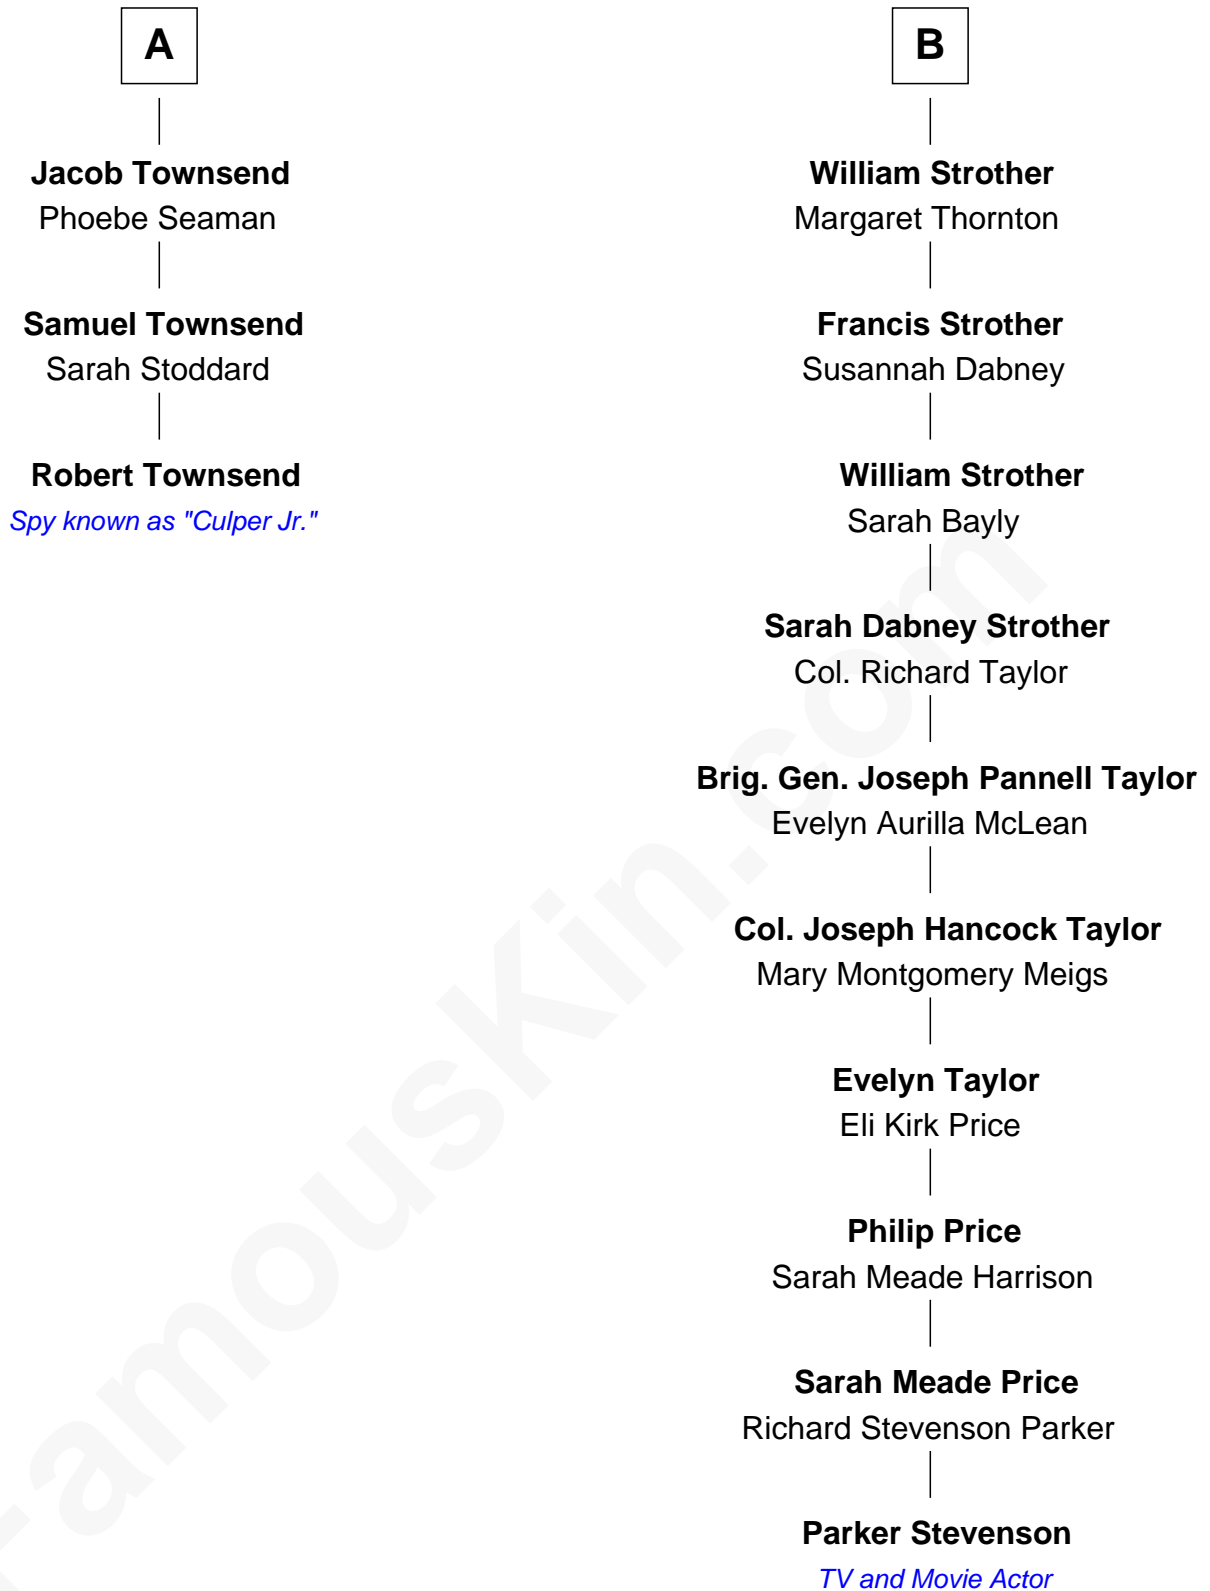 A
Jacob Townsend
Phoebe Seaman
Samuel Townsend
Sarah Stoddard
Robert Townsend
Spy known as "Culper Jr."
B
William Strother
Margaret Thornton
Francis Strother
Susannah Dabney
William Strother
Sarah Bayly
Sarah Dabney Strother
Col. Richard Taylor
Brig. Gen. Joseph Pannell Taylor
Evelyn Aurilla McLean
Col. Joseph Hancock Taylor
Mary Montgomery Meigs
Evelyn Taylor
Eli Kirk Price
Philip Price
Sarah Meade Harrison
Sarah Meade Price
Richard Stevenson Parker
Parker Stevenson
TV and Movie Actor
FamousKin.com